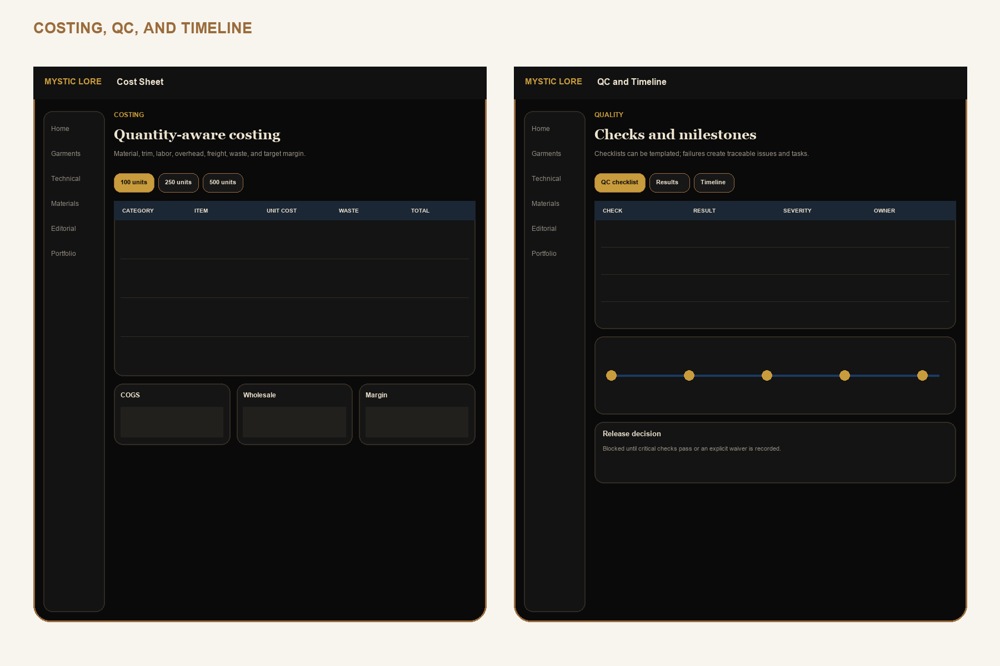 COSTING, QC, AND TIMELINE
MYSTIC LORE
Cost Sheet
Home
Garments
Technical
Materials
Editorial
Portfolio
COSTING
Quantity-aware costing
Material, trim, labor, overhead, freight, waste, and target margin.
100 units
250 units
500 units
CATEGORY
ITEM
UNIT COST
WASTE
TOTAL
COGS
Wholesale
Margin
MYSTIC LORE
QC and Timeline
Home
Garments
Technical
Materials
Editorial
Portfolio
QUALITY
Checks and milestones
Checklists can be templated; failures create traceable issues and tasks.
QC checklist
Results
Timeline
CHECK
RESULT
SEVERITY
OWNER
Release decision
Blocked until critical checks pass or an explicit waiver is recorded.